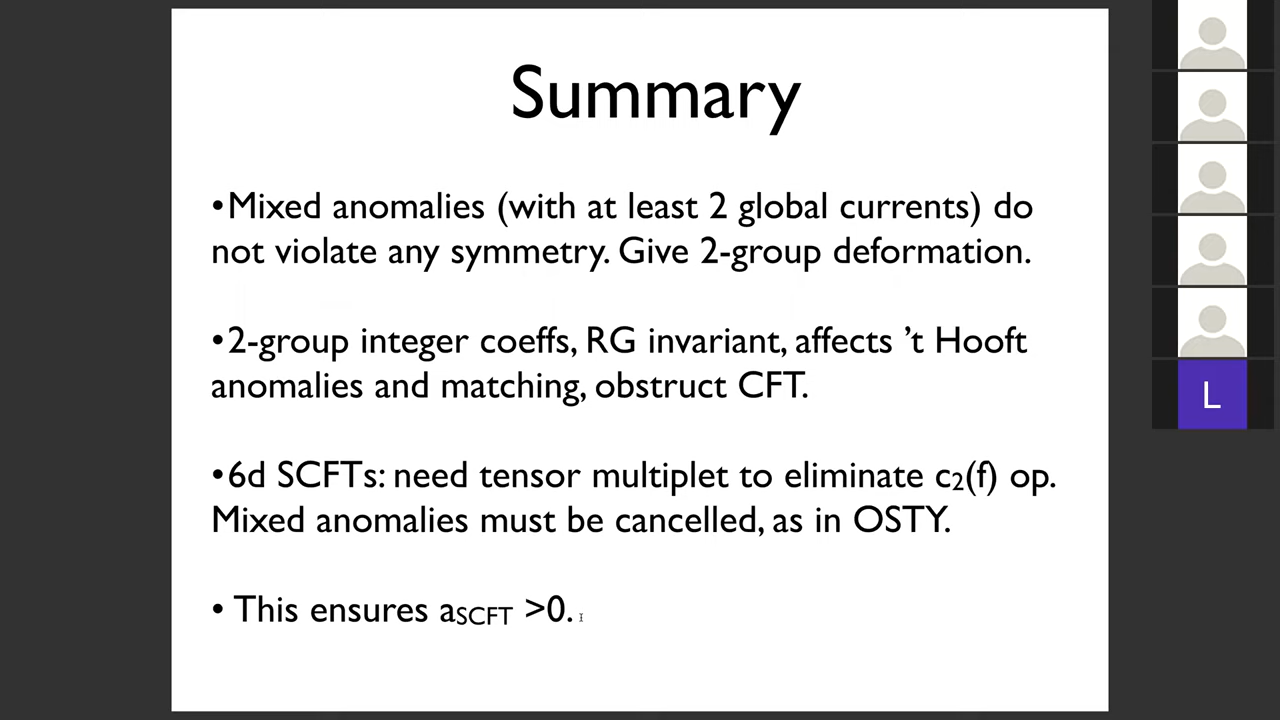 Summary
•Mixed anomalies (with at least 2 global currents) do
not violate any symmetry. Give 2-group deformation.
•2-group integer coeffs, RG invariant, affects ’t Hooft
anomalies and matching, obstruct CFT.
•6d SCFTs: need tensor multiplet to eliminate c₂(f) op.
Mixed anomalies must be cancelled, as in OSTY.
• This ensures aSCFT >0.
L